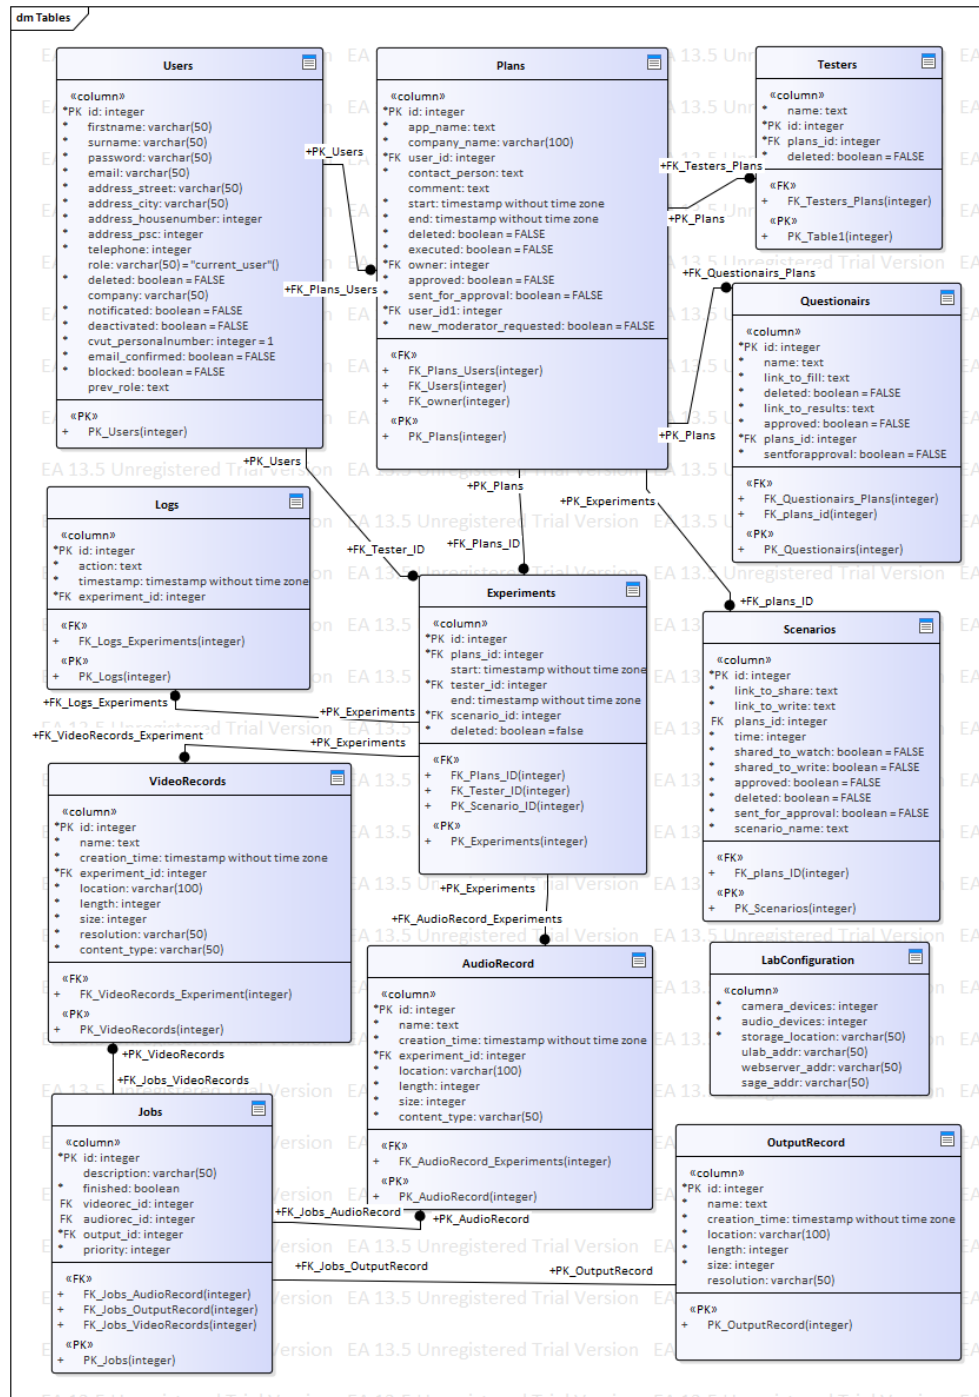 dm Tables
Users
«column»
*PK id: integer
* firstname: varchar(50)
* surname: varchar(50)
* password: varchar(50)
* email: varchar(50)
* address_street: varchar(50)
* address_city: varchar(50)
* address_housenumber: integer
* address_psc: integer
* telephone: integer
role: varchar(50) = "current_user"()
* deleted: boolean = FALSE
company: varchar(50)
* notificated: boolean = FALSE
* deactivated: boolean = FALSE
* cvut_personalnumber: integer = 1
* email_confirmed: boolean = FALSE
* blocked: boolean = FALSE
prev_role: text
«PK»
+ PK_Users(integer)
Plans
«column»
*PK id: integer
* app_name: text
* company_name: varchar(100)
*FK user_id: integer
* contact_person: text
* comment: text
* start: timestamp without time zone
* end: timestamp without time zone
* deleted: boolean = FALSE
* executed: boolean = FALSE
*FK owner: integer
* approved: boolean = FALSE
* sent_for_approval: boolean = FALSE
*FK user_id1: integer
* new_moderator_requested: boolean = FALSE
«FK»
+ FK_Plans_Users(integer)
+ FK_Users(integer)
+ FK_owner(integer)
«PK»
+ PK_Plans(integer)
Testers
«column»
* name: text
*PK id: integer
*FK plans_id: integer
* deleted: boolean = FALSE
«FK»
+ FK_Testers_Plans(integer)
«PK»
+ PK_Table1(integer)
+PK_Users
+FK_Plans_Users
+FK_Testers_Plans
+PK_Plans
+FK_Questionairs_Plans
+PK_Plans
Questionairs
«column»
*PK id: integer
* name: text
* link_to_fill: text
* deleted: boolean = FALSE
* link_to_results: text
* approved: boolean = FALSE
*FK plans_id: integer
* sentforapproval: boolean = FALSE
«FK»
+ FK_Questionairs_Plans(integer)
+ FK_plans_id(integer)
«PK»
+ PK_Questionairs(integer)
+PK_Users
+PK_Plans
+PK_Experiments
+FK_Tester_ID
+FK_Plans_ID
+FK_plans_ID
Logs
«column»
*PK id: integer
* action: text
* timestamp: timestamp without time zone
*FK experiment_id: integer
«FK»
+ FK_Logs_Experiments(integer)
«PK»
+ PK_Logs(integer)
Experiments
«column»
*PK id: integer
*FK plans_id: integer
start: timestamp without time zone
*FK tester_id: integer
end: timestamp without time zone
*FK scenario_id: integer
* deleted: boolean = false
«FK»
+ FK_Plans_ID(integer)
+ FK_Tester_ID(integer)
+ PK_Scenario_ID(integer)
«PK»
+ PK_Experiments(integer)
Scenarios
«column»
*PK id: integer
* link_to_share: text
* link_to_write: text
FK plans_id: integer
* time: integer
* shared_to_watch: boolean = FALSE
* shared_to_write: boolean = FALSE
* approved: boolean = FALSE
* deleted: boolean = FALSE
* sent_for_approval: boolean = FALSE
* scenario_name: text
«FK»
+ FK_plans_ID(integer)
«PK»
+ PK_Scenarios(integer)
+FK_Logs_Experiments
+PK_Experiments
+FK_VideoRecords_Experiment
+PK_Experiments
VideoRecords
«column»
*PK id: integer
* name: text
* creation_time: timestamp without time zone
*FK experiment_id: integer
* location: varchar(100)
* length: integer
* size: integer
* resolution: varchar(50)
* content_type: varchar(50)
«FK»
+ FK_VideoRecords_Experiment(integer)
«PK»
+ PK_VideoRecords(integer)
+PK_Experiments
+FK_AudioRecord_Experiments
AudioRecord
«column»
*PK id: integer
* name: text
* creation_time: timestamp without time zone
*FK experiment_id: integer
* location: varchar(100)
* length: integer
* size: integer
* content_type: varchar(50)
«FK»
+ FK_AudioRecord_Experiments(integer)
«PK»
+ PK_AudioRecord(integer)
LabConfiguration
«column»
* camera_devices: integer
* audio_devices: integer
* storage_location: varchar(50)
ulab_addr: varchar(50)
webserver_addr: varchar(50)
sage_addr: varchar(50)
+PK_VideoRecords
+FK_Jobs_VideoRecords
Jobs
«column»
*PK id: integer
description: varchar(50)
* finished: boolean
FK videorec_id: integer
FK audiorec_id: integer
*FK output_id: integer
* priority: integer
«FK»
+ FK_Jobs_AudioRecord(integer)
+ FK_Jobs_OutputRecord(integer)
+ FK_Jobs_VideoRecords(integer)
«PK»
+ PK_Jobs(integer)
+FK_Jobs_AudioRecord
+PK_AudioRecord
+FK_Jobs_OutputRecord
+PK_OutputRecord
OutputRecord
«column»
*PK id: integer
* name: text
* creation_time: timestamp without time zone
* location: varchar(100)
* length: integer
* size: integer
resolution: varchar(50)
«PK»
+ PK_OutputRecord(integer)
EA 13.5 Unregistered Trial Version